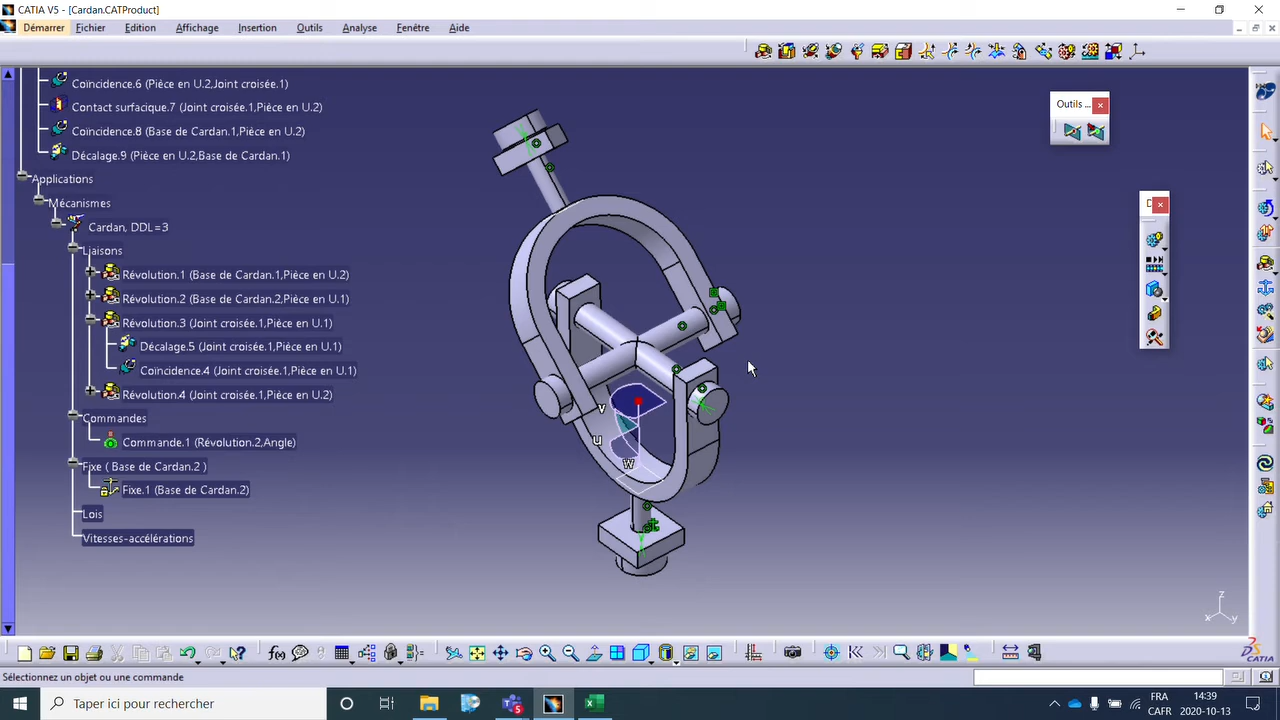 CATIA V5 - [Cardan.CATProduct]
Démarrer Fichier Edition Affichage Insertion Outils Analyse Fenêtre Aide
Outils ...
Coïncidence.6 (Pièce en U.2,Joint croisée.1)
Contact surfacique.7 (Joint croisée.1,Pièce en U.2)
Coïncidence.8 (Base de Cardan.1,Pièce en U.2)
Décalage.9 (Pièce en U.2,Base de Cardan.1)
Applications
Mécanismes
Cardan, DDL=3
Liaisons
Révolution.1 (Base de Cardan.1,Pièce en U.2)
Révolution.2 (Base de Cardan.2,Pièce en U.1)
Révolution.3 (Joint croisée.1,Pièce en U.1)
Décalage.5 (Joint croisée.1,Pièce en U.1)
Coïncidence.4 (Joint croisée.1,Pièce en U.1)
Révolution.4 (Joint croisée.1,Pièce en U.2)
Commandes
Commande.1 (Révolution.2,Angle)
Fixe ( Base de Cardan.2 )
Fixe.1 (Base de Cardan.2)
Lois
Vitesses-accélérations
v
u
w
z
x y
f(x)
Sélectionnez un objet ou une commande
Taper ici pour rechercher
FRA
CAFR
14:39
2020-10-13